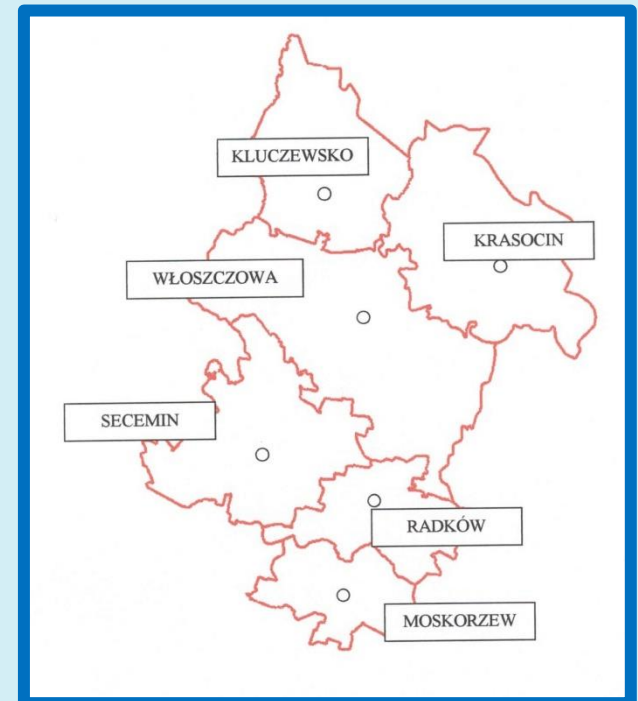 KLUCZEWSKO
KRASOCIN
WŁOSZCZOWA
SECEMIN
RADKÓW
MOSKORZEW